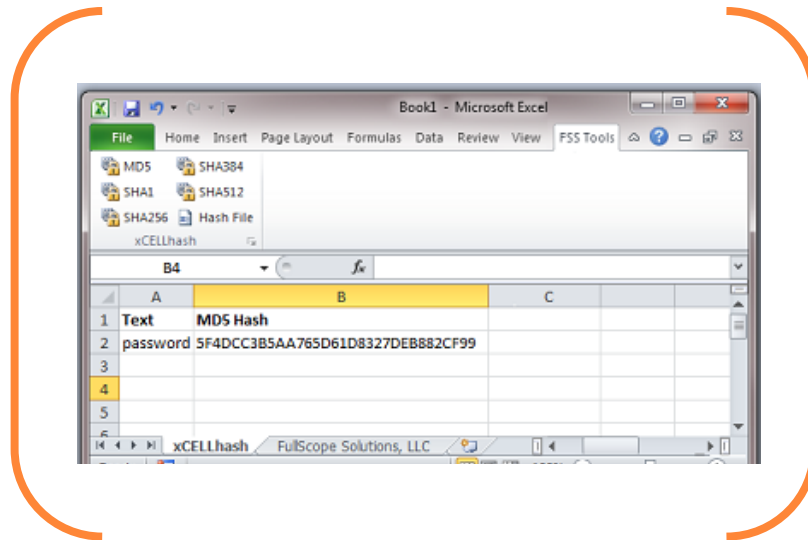 Book1 - Microsoft Excel
File Home Insert Page Layout Formulas Data Review View FSS Tools
MD5 SHA384
SHA1 SHA512
SHA256 Hash File
xCELLhash
B4 fx
A B C
1 Text MD5 Hash
2 password 5F4DCC3B5AA765D61D8327DEB882CF99
3
4
5
6
xCELLhash FullScope Solutions, LLC